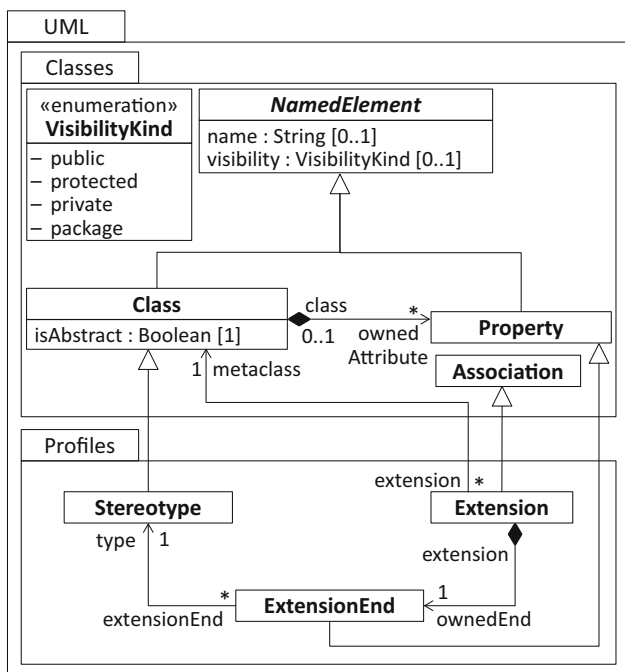 UML
Classes
«enumeration»
VisibilityKind
– public
– protected
– private
– package
NamedElement
name : String [0..1]
visibility : VisibilityKind [0..1]
Class
isAbstract : Boolean [1]
class
0..1
*
owned
Attribute
Property
1 metaclass
Association
Profiles
extension *
Stereotype
Extension
type 1
extension
* 
extensionEnd
ExtensionEnd
1
ownedEnd